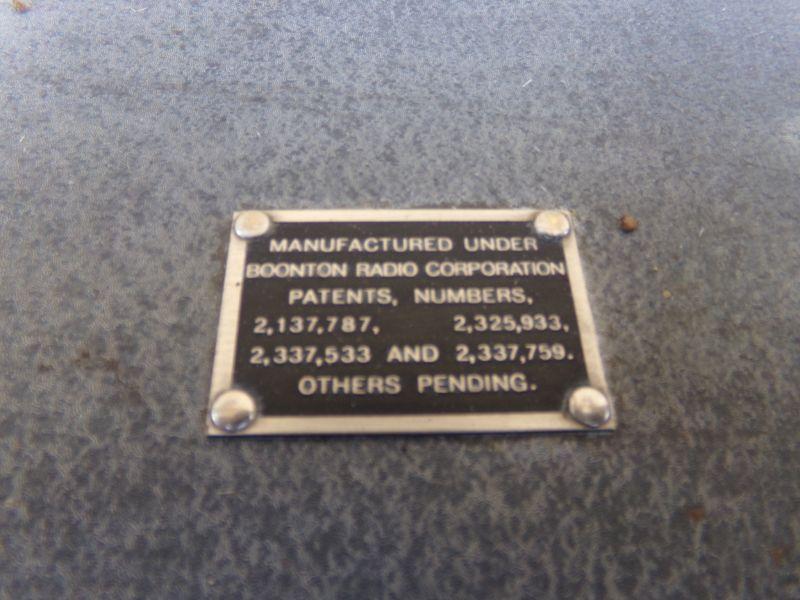 MANUFACTURED UNDER
BOONTON RADIO CORPORATION
PATENTS, NUMBERS,
2,137,787, 2,325,933,
2,337,533 AND 2,337,759.
OTHERS PENDING.